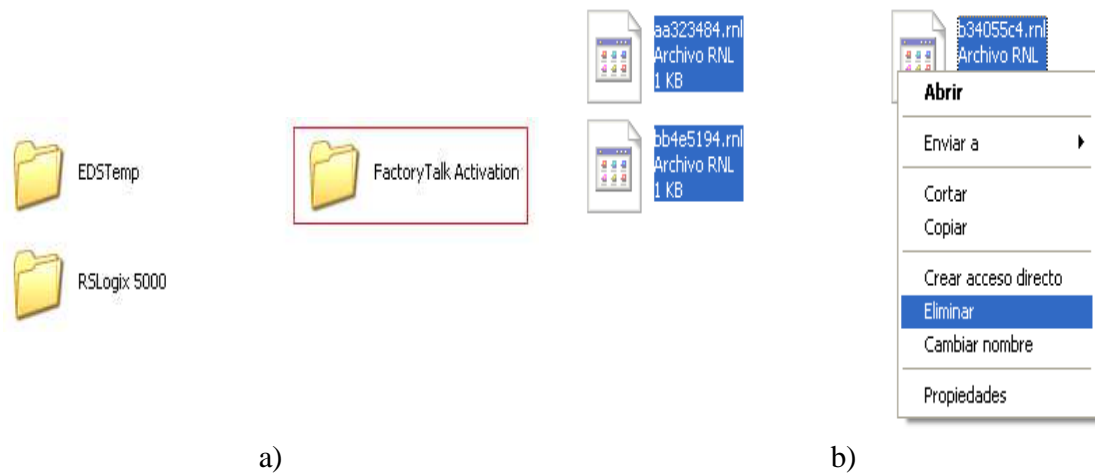 EDSTemp
FactoryTalk Activation
RSLogix 5000
aa323484.rnl
Archivo RNL
1 KB
bb4e5194.rnl
Archivo RNL
1 KB
b34055c4.rnl
Archivo RNL
Abrir
Enviar a
Cortar
Copiar
Crear acceso directo
Eliminar
Cambiar nombre
Propiedades
a)
b)